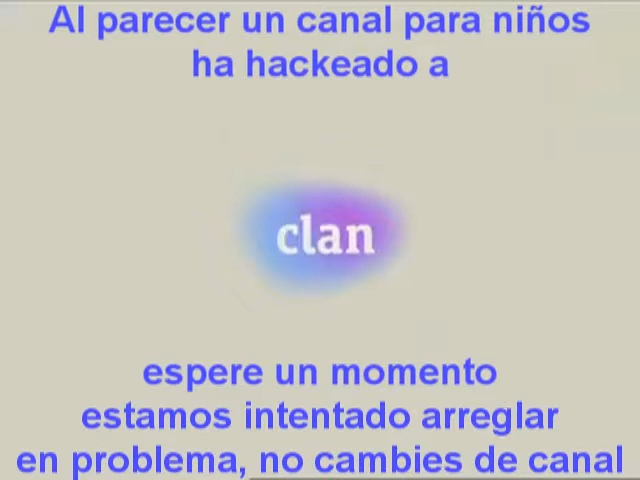 Al parecer un canal para niños
ha hackeado a
clan
espere un momento
estamos intentado arreglar
en problema, no cambies de canal